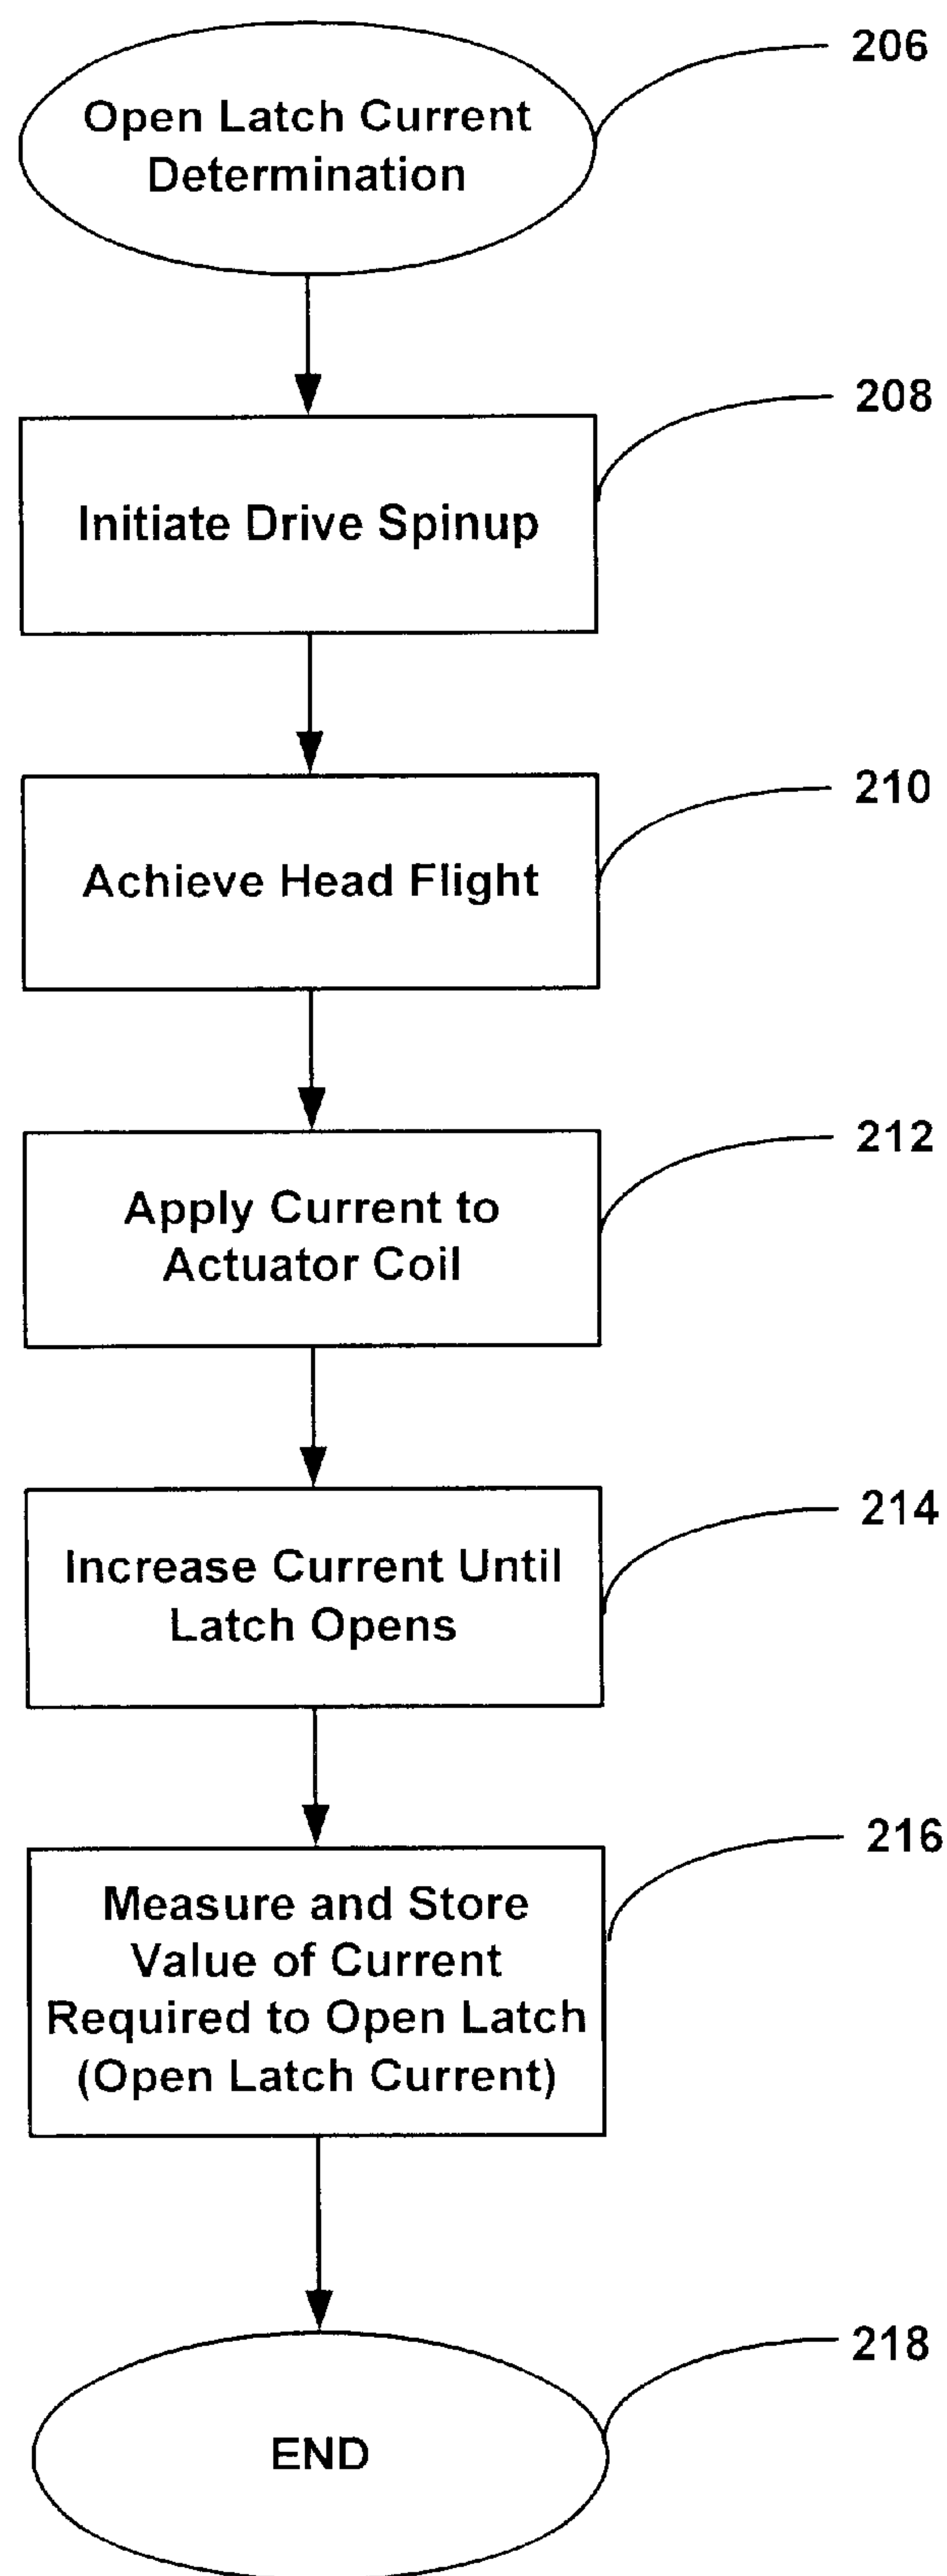 206
Open Latch Current
Determination
208
Initiate Drive Spinup
210
Achieve Head Flight
212
Apply Current to
Actuator Coil
214
Increase Current Until
Latch Opens
216
Measure and Store
Value of Current
Required to Open Latch
(Open Latch Current)
218
END